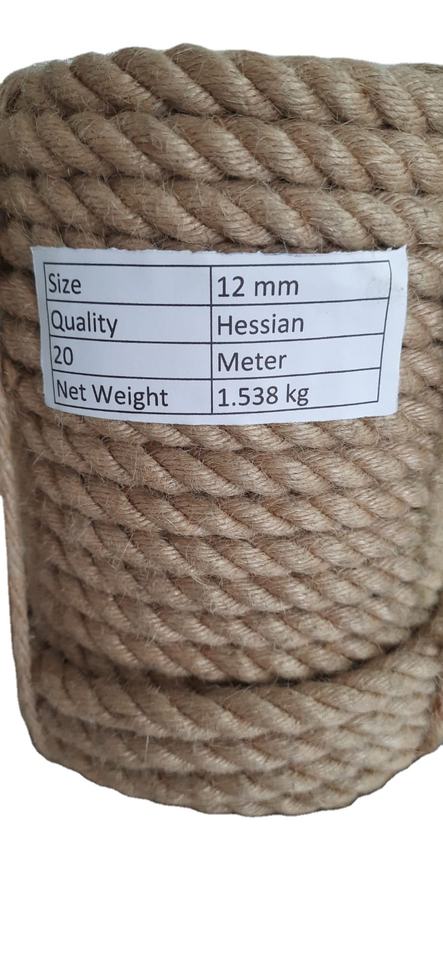 Size 12 mm
Quality Hessian
20 Meter
Net Weight 1.538 kg